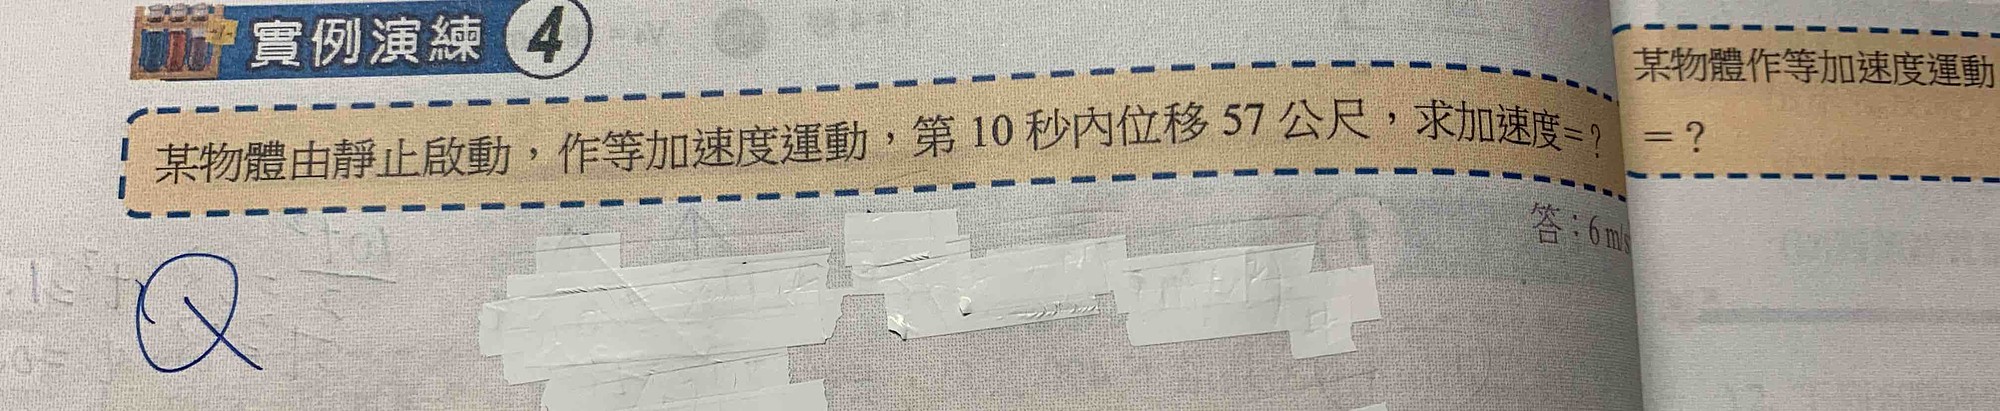 實例演練 4
某物體由靜止啟動，作等加速度運動，第 10 秒內位移 57 公尺，求加速度=？
答：6 m/s
Q
某物體作等加速度運動
=？